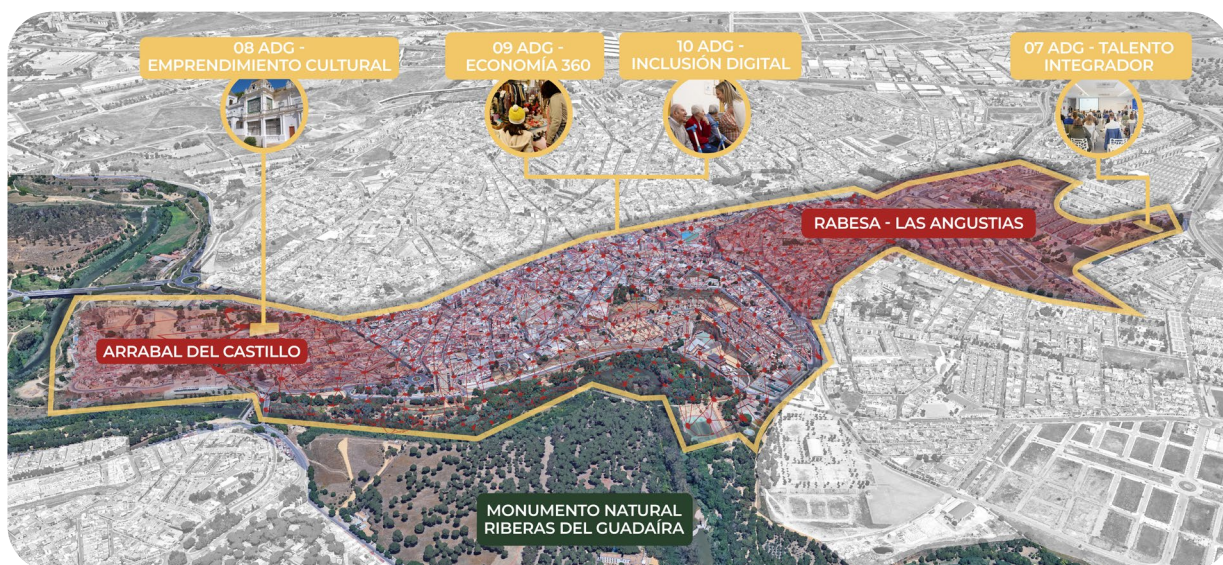 08 ADG -
EMPRENDIMIENTO CULTURAL
09 ADG -
ECONOMÍA 360
10 ADG -
INCLUSIÓN DIGITAL
07 ADG - TALENTO
INTEGRADOR
RABESA - LAS ANGUSTIAS
ARRABAL DEL CASTILLO
MONUMENTO NATURAL
RIBERAS DEL GUADAÍRA